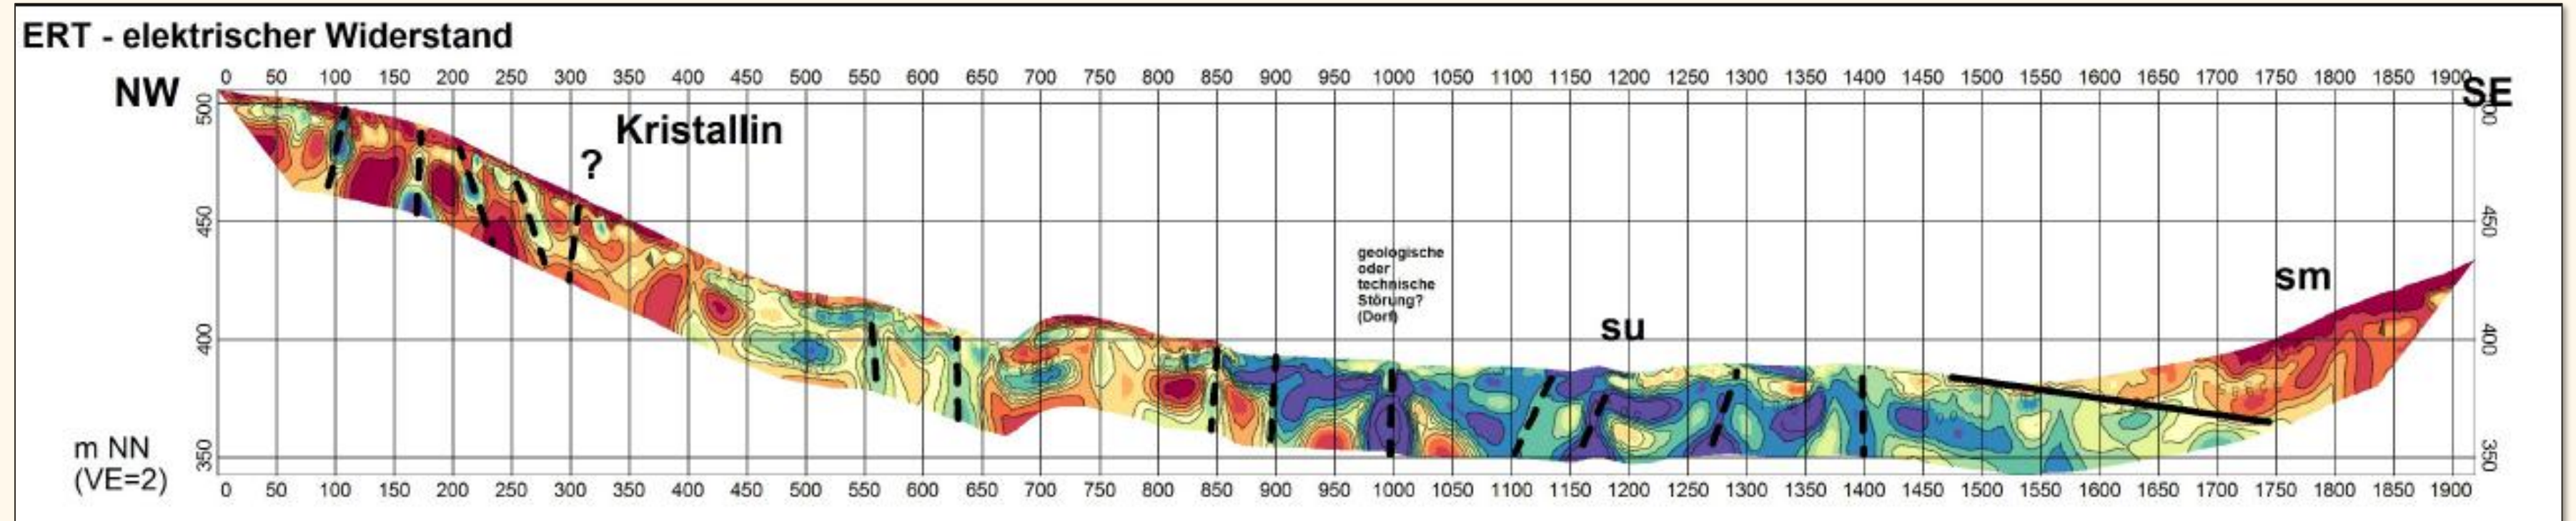 ERT - elektrischer Widerstand
NW
0 50 100 150 200 250 300 350 400 450 500 550 600 650 700 750 800 850 900 950 1000 1050 1100 1150 1200 1250 1300 1350 1400 1450 1500 1550 1600 1650 1700 1750 1800 1850 1900
SE
500
Kristallin
?
450
450
geologische
oder
technische
Störung?
(Dorf)
sm
su
400
400
m NN
(VE=2)
350
350
0 50 100 150 200 250 300 350 400 450 500 550 600 650 700 750 800 850 900 950 1000 1050 1100 1150 1200 1250 1300 1350 1400 1450 1500 1550 1600 1650 1700 1750 1800 1850 1900